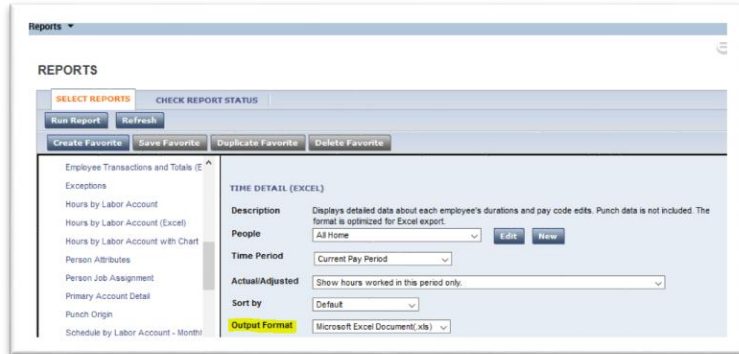 Reports
REPORTS
SELECT REPORTS CHECK REPORT STATUS
Run Report Refresh
Create Favorite Save Favorite Duplicate Favorite Delete Favorite
Employee Transactions and Totals (E
Exceptions
Hours by Labor Account
Hours by Labor Account (Excel)
Hours by Labor Account with Chart
Person Attributes
Person Job Assignment
Primary Account Detail
Punch Origin
Schedule by Labor Account - Monthl
TIME DETAIL (EXCEL)
Description Displays detailed data about each employee's durations and pay code edits. Punch data is not included. The
format is optimized for Excel export.
People All Home Edit New
Time Period Current Pay Period
Actual/Adjusted Show hours worked in this period only.
Sort by Default
Output Format Microsoft Excel Document(.xls)